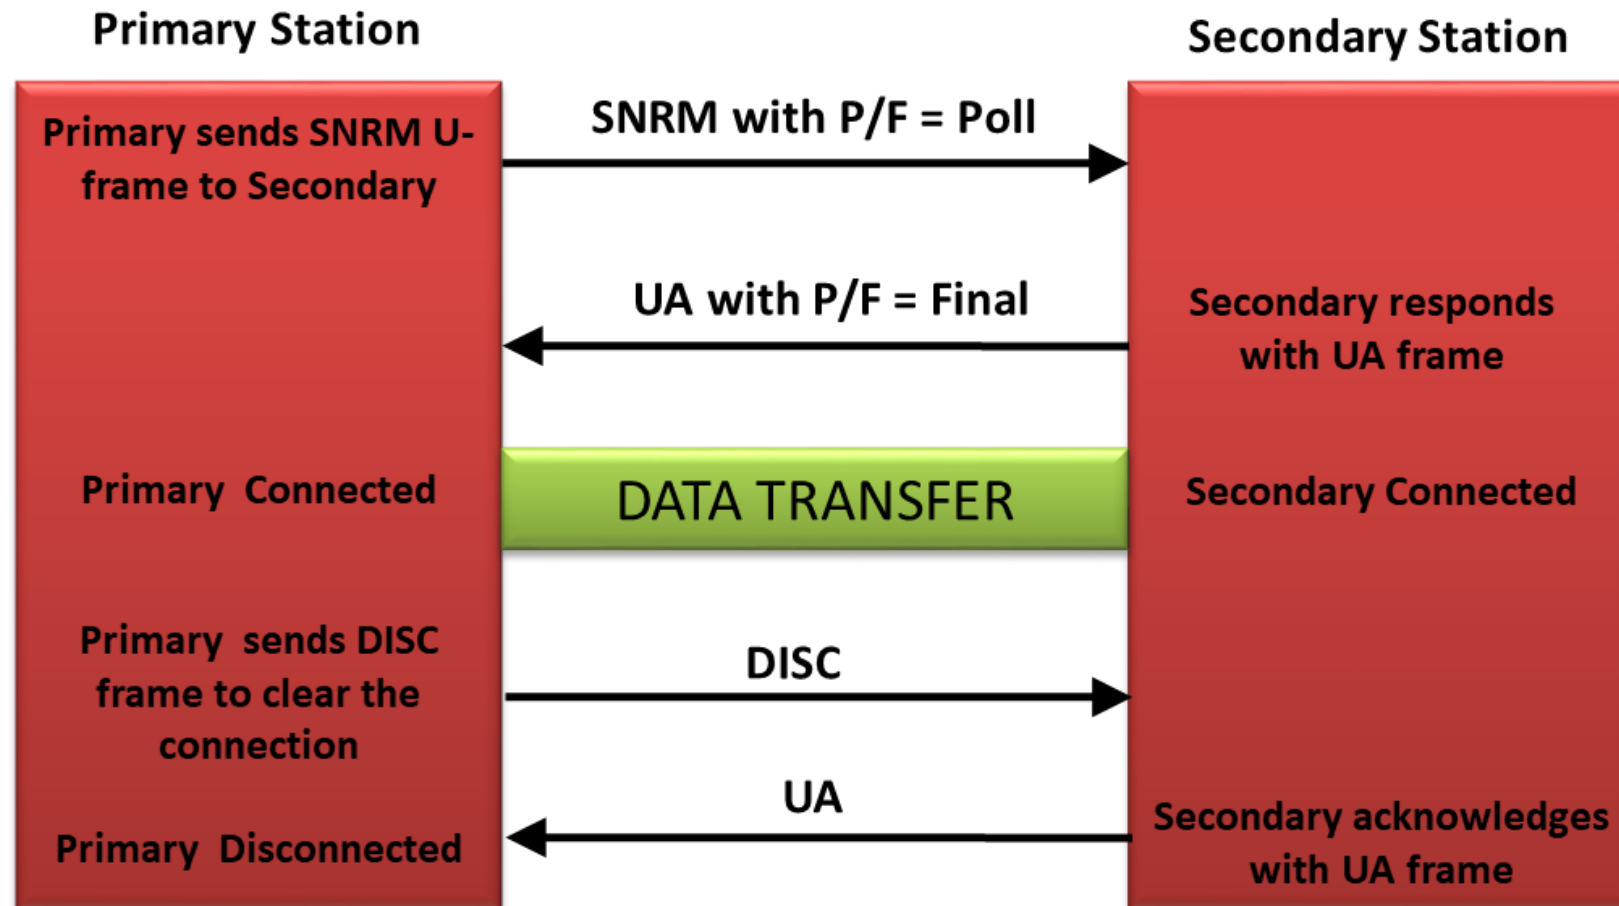 Primary Station
Secondary Station
Primary sends SNRM U-
frame to Secondary
SNRM with P/F = Poll
UA with P/F = Final
Secondary responds
with UA frame
Primary Connected
DATA TRANSFER
Secondary Connected
Primary sends DISC
frame to clear the
connection
DISC
UA
Primary Disconnected
Secondary acknowledges
with UA frame